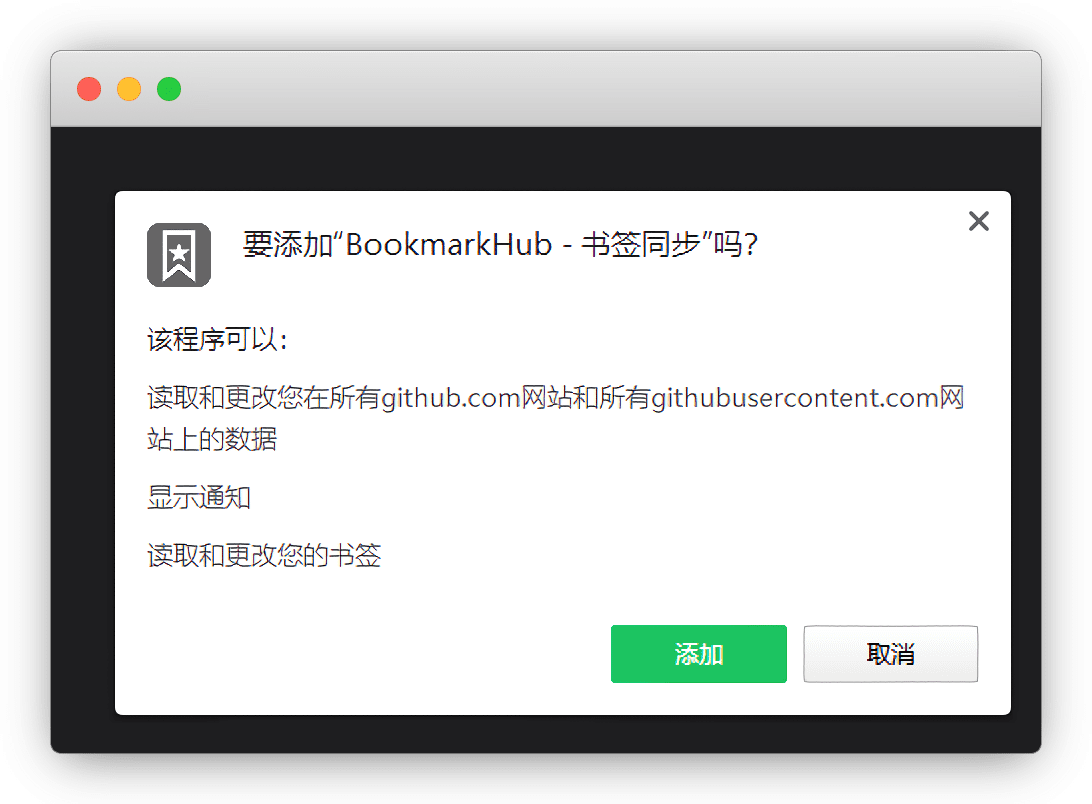 要添加“BookmarkHub - 书签同步”吗?
该程序可以:
读取和更改您在所有github.com网站和所有githubusercontent.com网
站上的数据
显示通知
读取和更改您的书签
添加
取消